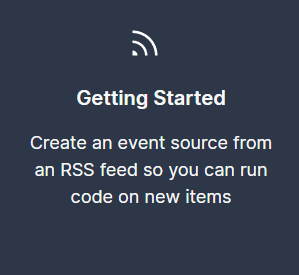 Getting Started
Create an event source from
an RSS feed so you can run
code on new items